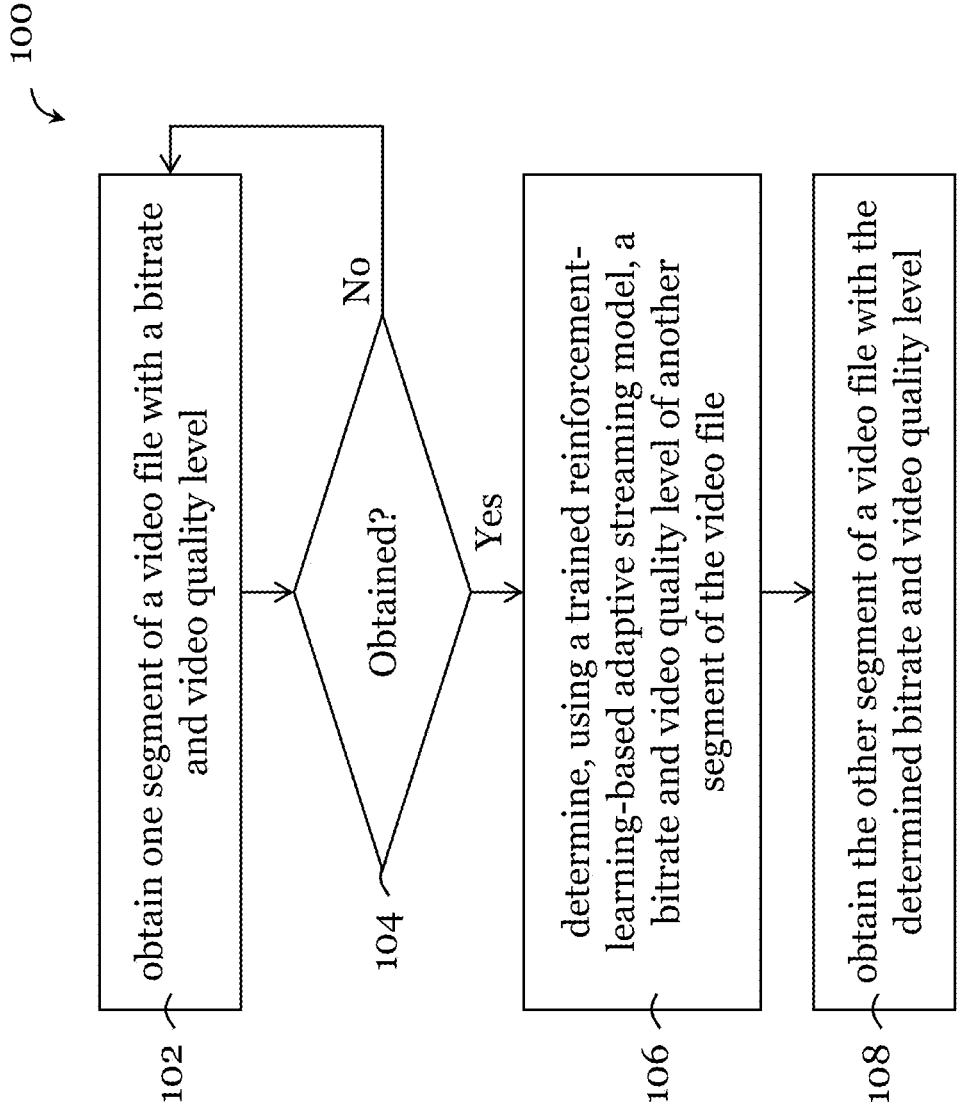 100
102
obtain one segment of a video file with a bitrate
and video quality level
104
Obtained?
No
Yes
106
determine, using a trained reinforcement-
learning-based adaptive streaming model, a
bitrate and video quality level of another
segment of the video file
108
obtain the other segment of a video file with the
determined bitrate and video quality level